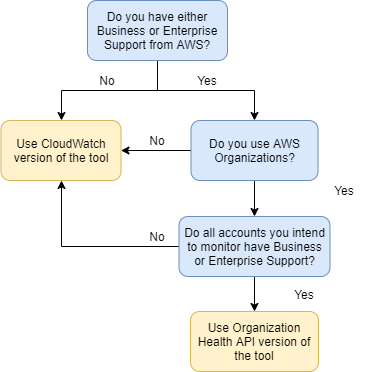 Do you have either
Business or Enterprise
Support from AWS?
No
Yes
Use CloudWatch
version of the tool
No
Do you use AWS
Organizations?
Yes
No
Do all accounts you intend
to monitor have Business
or Enterprise Support?
Yes
Use Organization
Health API version of
the tool